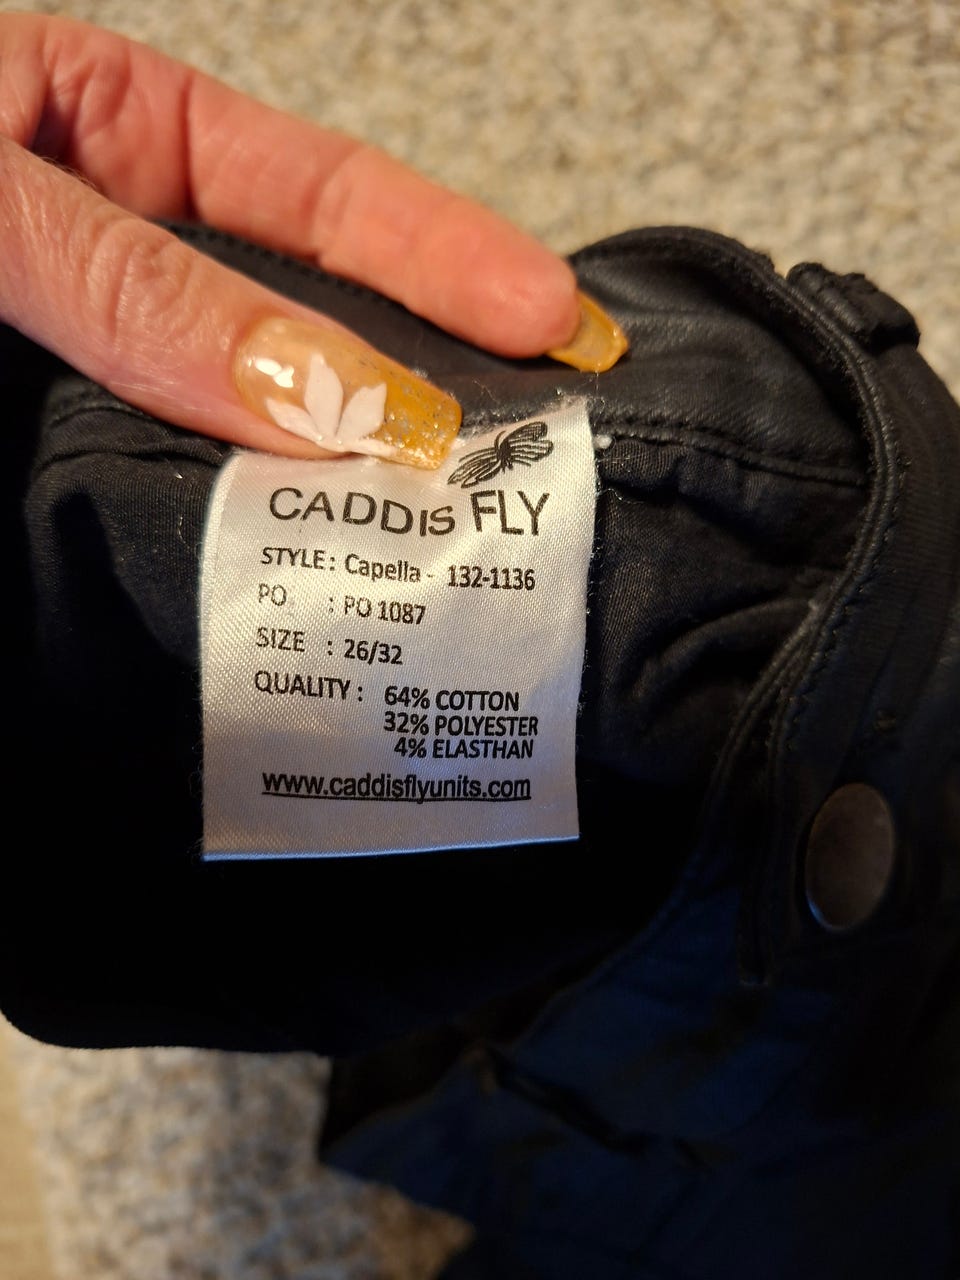 CADDIS FLY
STYLE: Capella - 132-1136
PO : PO 1087
SIZE : 26/32
QUALITY : 64% COTTON
32% POLYESTER
4% ELASTHAN
www.caddisflyunits.com